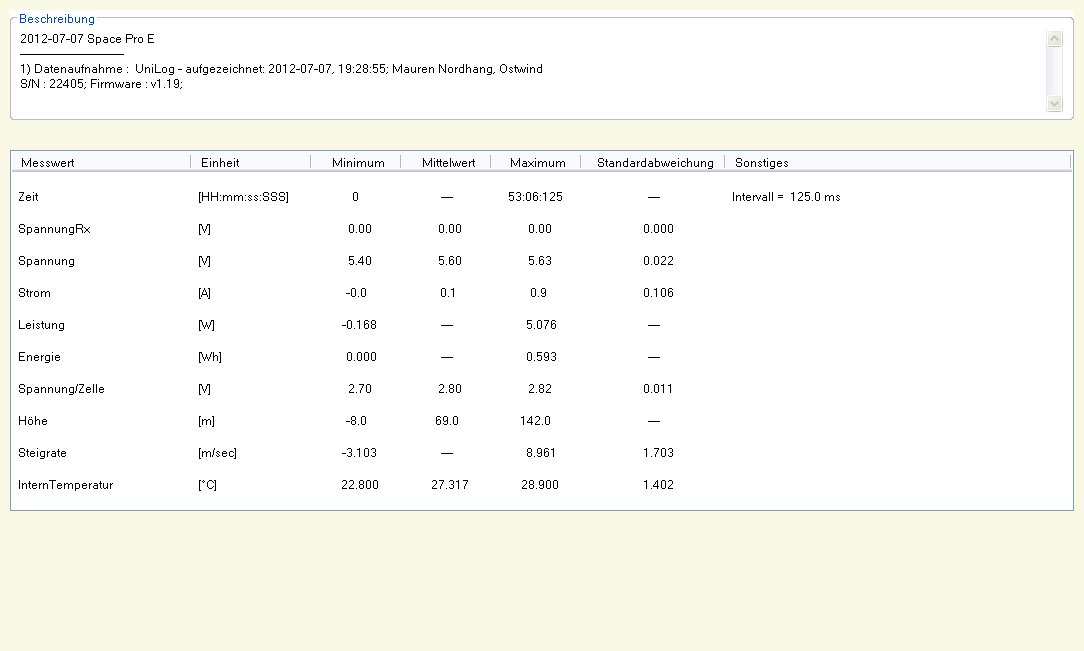 Beschreibung
2012-07-07 Space Pro E
1) Datenaufnahme : UniLog - aufgezeichnet: 2012-07-07, 19:28:55; Mauren Nordhang, Ostwind
S/N : 22405; Firmware : v1.19;
Messwert Einheit Minimum Mittelwert Maximum Standardabweichung Sonstiges
Zeit [HH:mm:ss:SSS] 0 — 53:06:125 — Intervall = 125.0 ms
SpannungRx [V] 0.00 0.00 0.00 0.000
Spannung [V] 5.40 5.60 5.63 0.022
Strom [A] -0.0 0.1 0.9 0.106
Leistung [W] -0.168 — 5.076 —
Energie [Wh] 0.000 — 0.593 —
Spannung/Zelle [V] 2.70 2.80 2.82 0.011
Höhe [m] -8.0 69.0 142.0 —
Steigrate [m/sec] -3.103 — 8.961 1.703
InternTemperatur [°C] 22.800 27.317 28.900 1.402